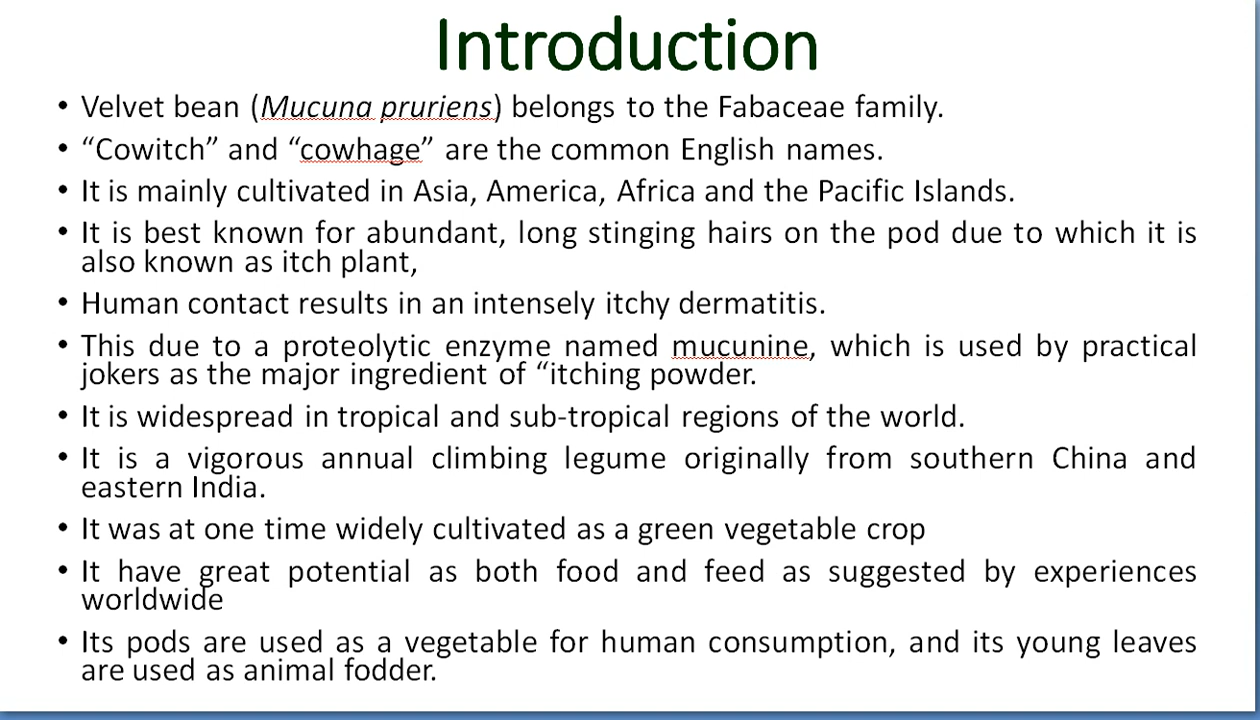 Introduction
• Velvet bean (Mucuna pruriens) belongs to the Fabaceae family.
• “Cowitch” and “cowhage” are the common English names.
• It is mainly cultivated in Asia, America, Africa and the Pacific Islands.
• It is best known for abundant, long stinging hairs on the pod due to which it is
also known as itch plant,
• Human contact results in an intensely itchy dermatitis.
• This due to a proteolytic enzyme named mucunine, which is used by practical
jokers as the major ingredient of “itching powder.
• It is widespread in tropical and sub-tropical regions of the world.
• It is a vigorous annual climbing legume originally from southern China and
eastern India.
• It was at one time widely cultivated as a green vegetable crop
• It have great potential as both food and feed as suggested by experiences
worldwide
• Its pods are used as a vegetable for human consumption, and its young leaves
are used as animal fodder.